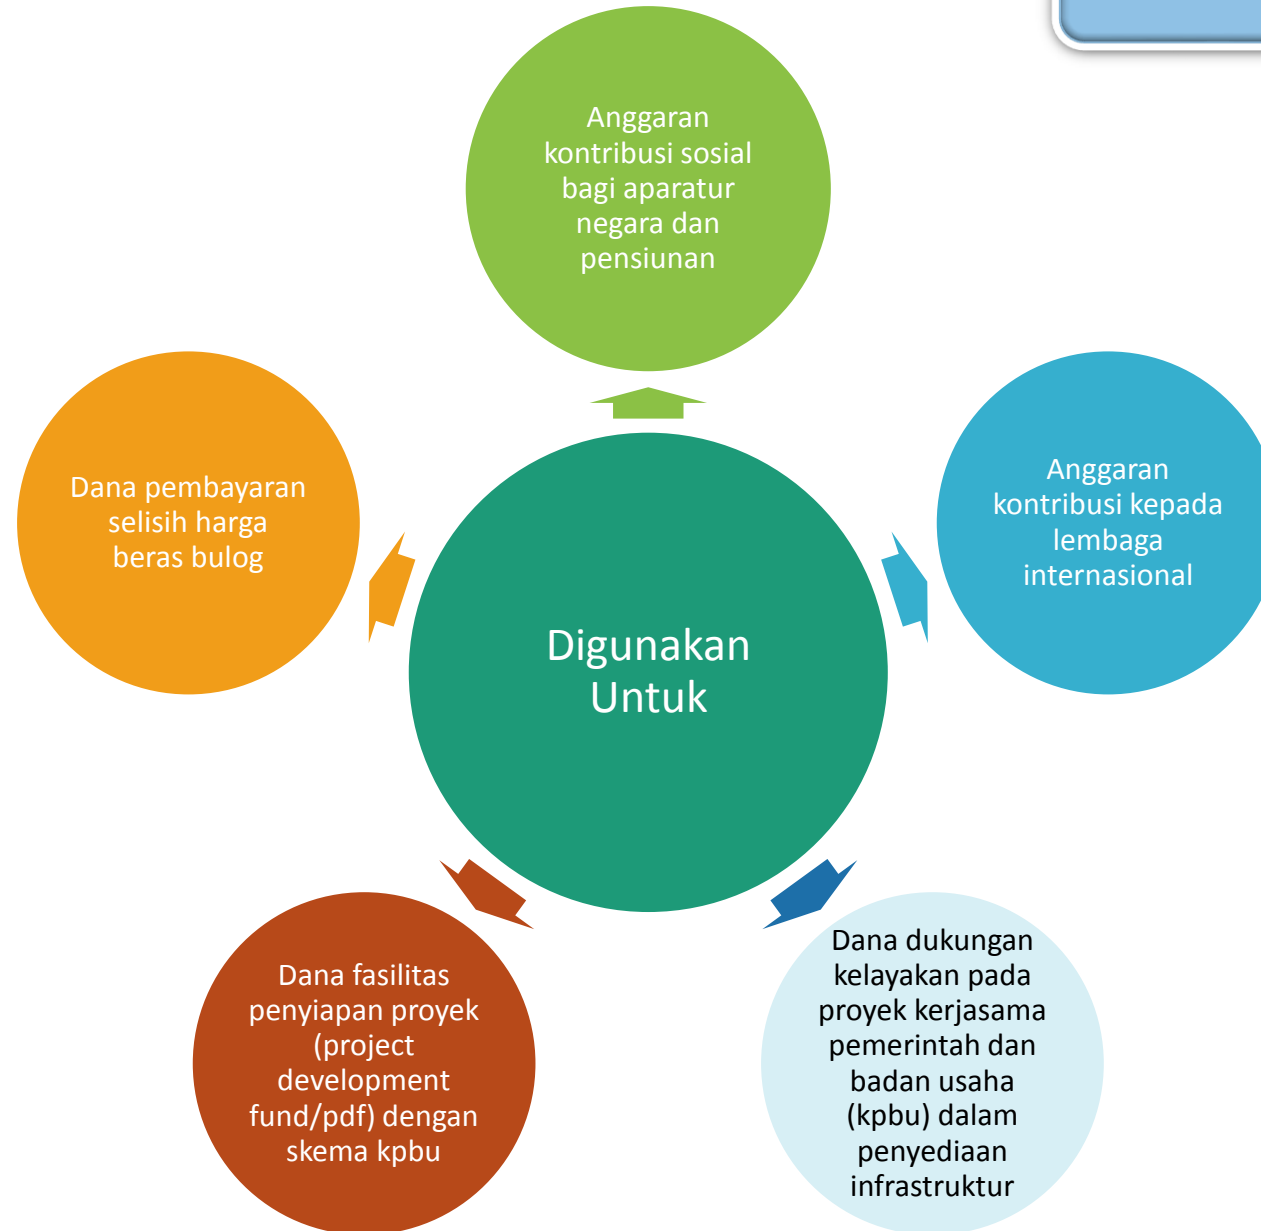 Anggaran
kontribusi sosial
bagi aparatur
negara dan
pensiunan
Dana pembayaran
selisih harga
beras bulog
Anggaran
kontribusi kepada
lembaga
internasional
Digunakan
Untuk
Dana fasilitas
penyiapan proyek
(project
development
fund/pdf) dengan
skema kpbu
Dana dukungan
kelayakan pada
proyek kerjasama
pemerintah dan
badan usaha
(kpbu) dalam
penyediaan
infrastruktur